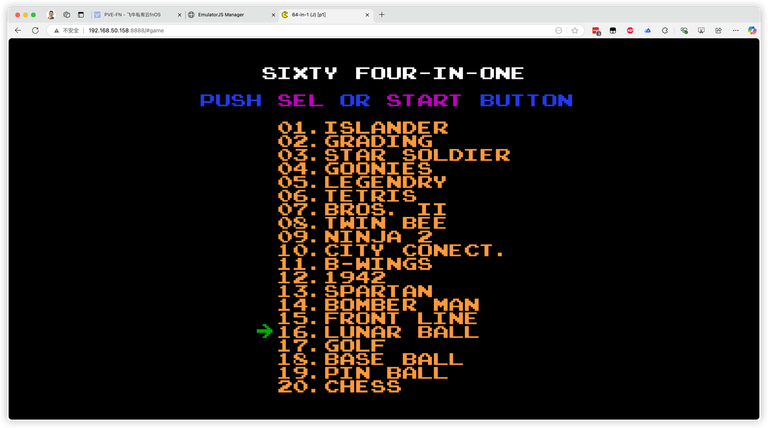 PVE-FN - 飞牛私有云fnOS
EmulatorJS Manager
64-in-1 (J) [p1]
不安全
192.168.50.158:8888/#game
SIXTY FOUR-IN-ONE
PUSH SEL OR START BUTTON
01. ISLANDER
02. GRADING
03. STAR SOLDIER
04. GOONIES
05. LEGENDRY
06. TETRIS
07. BROS. II
08. TWIN BEE
09. NINJA 2
10. CITY CONECT.
11. B-WINGS
12. 1942
13. SPARTAN
14. BOMBER MAN
15. FRONT LINE
16. LUNAR BALL
17. GOLF
18. BASE BALL
19. PIN BALL
20. CHESS